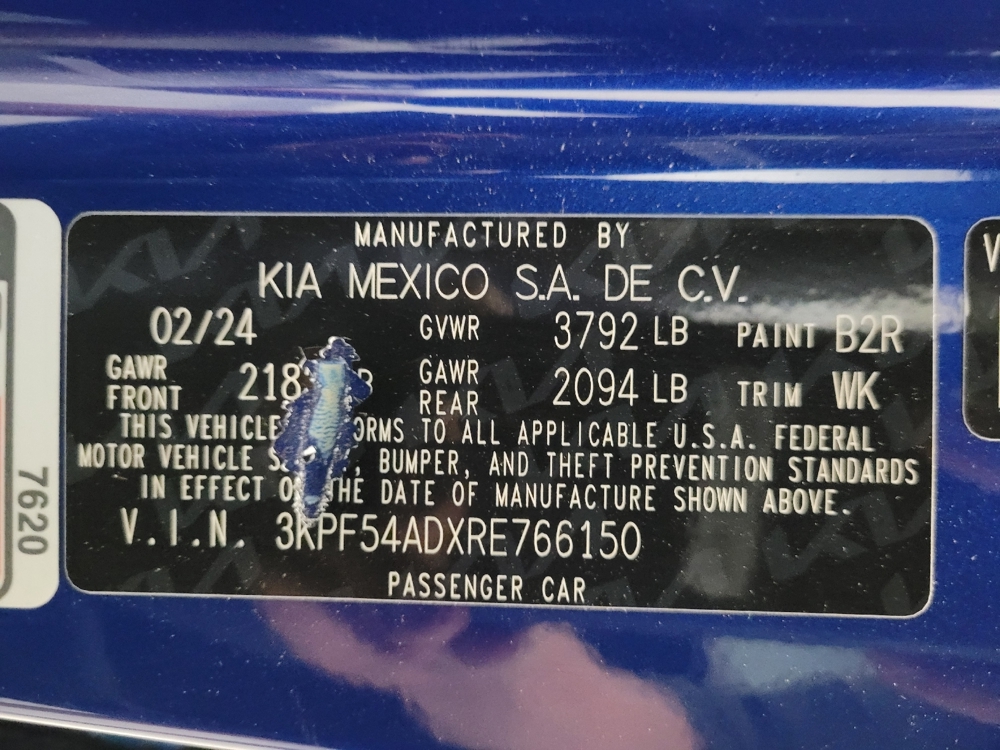 MANUFACTURED BY
KIA MEXICO S.A. DE C.V.
02/24 GVWR 3792 LB PAINT B2R
GAWR FRONT GAWR REAR 2094 LB TRIM WK
THIS VEHICLE TO ALL APPLICABLE U.S.A. FEDERAL
MOTOR VEHICLE BUMPER, AND THEFT PREVENTION STANDARDS
IN EFFECT THE DATE OF MANUFACTURE SHOWN ABOVE.
V.I.N. 3KPF54ADXRE766150
PASSENGER CAR
7620